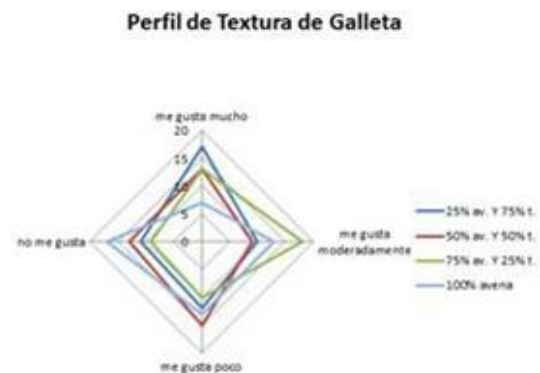 Perfil de Textura de Galleta
me gusta mucho
20
15
10
5
0
no me gusta
me gusta
moderadamente
me gusta poco
25% av. Y 75% t.
50% av. Y 50% t.
75% av. Y 25% t.
100% avena